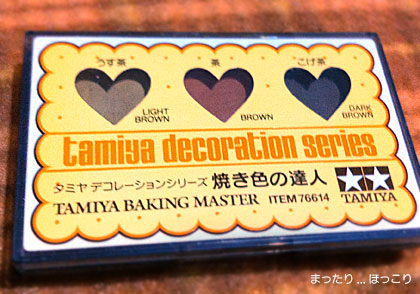 うす茶 茶 こげ茶
LIGHT BROWN BROWN DARK BROWN
tamiya decoration series
タミヤ デコレーションシリーズ 焼き色の達人
TAMIYA BAKING MASTER ITEM 76614 TAMIYA
まったり ... ほっこり